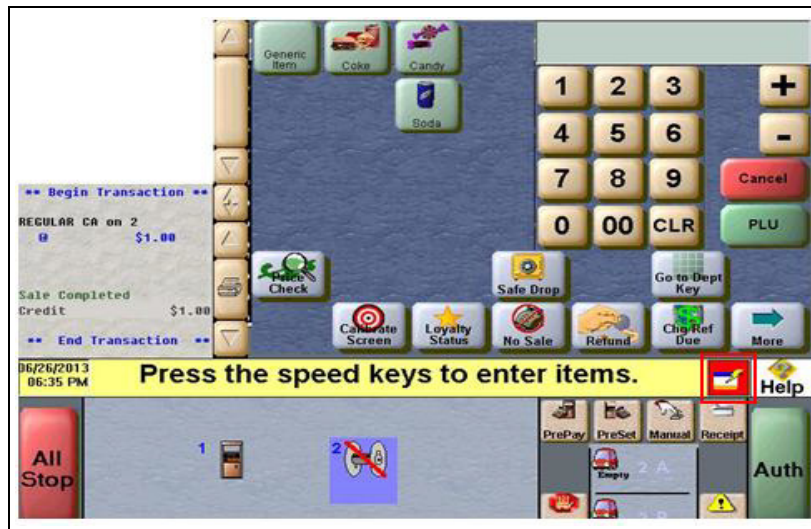 Generic Item
Coke
Candy
Soda
1 2 3 +
4 5 6 -
7 8 9 Cancel
0 00 CLR PLU
** Begin Transaction **
REGULAR CA on 2
@ $1.00
Sale Completed
Credit $1.00
** End Transaction **
Price Check
Safe Drop
Go to Dept Key
Calibrate Screen
Loyalty Status
No Sale
Refund
Chg/Ref Due
More
06/26/2013
06:35 PM
Press the speed keys to enter items.
Help
All Stop
1
2
PrePay PreSet Manual Receipt
Empty
2 A
Auth